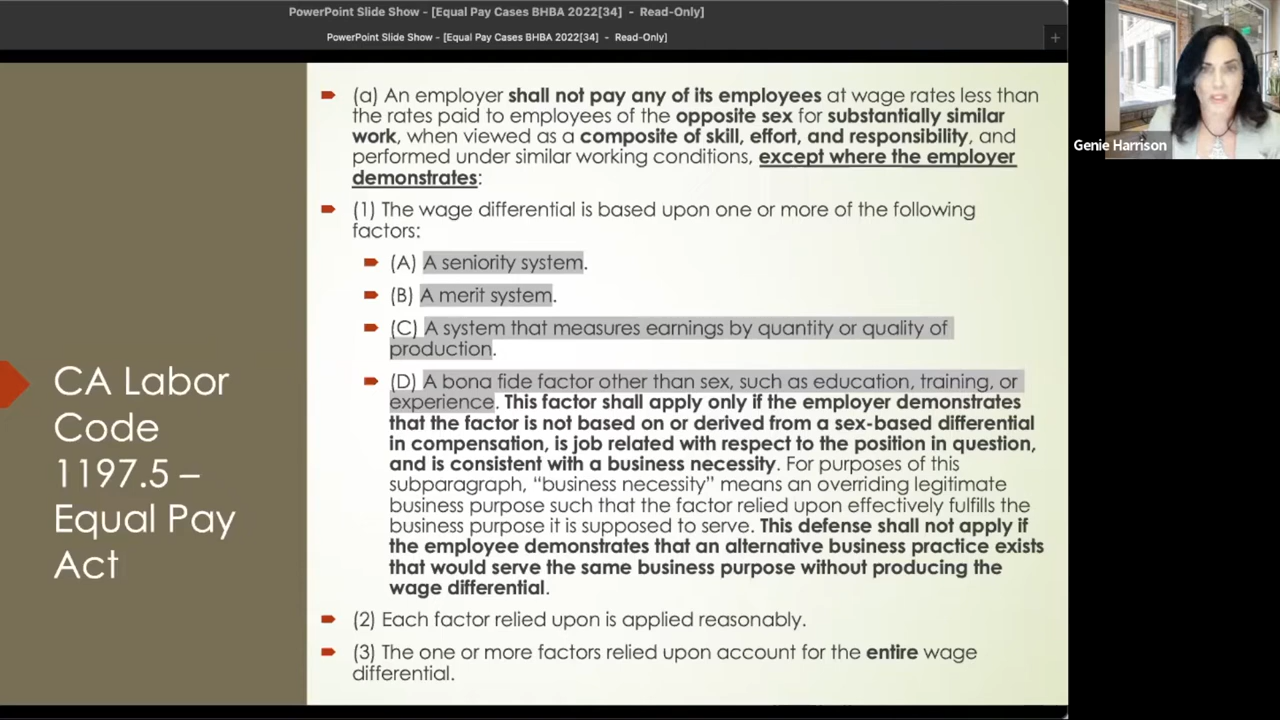 PowerPoint Slide Show - [Equal Pay Cases BHBA 2022[34] - Read-Only]
PowerPoint Slide Show - [Equal Pay Cases BHBA 2022[34] - Read-Only]
Genie Harrison
CA Labor
Code
1197.5 –
Equal Pay
Act
(a) An employer shall not pay any of its employees at wage rates less than
the rates paid to employees of the opposite sex for substantially similar
work, when viewed as a composite of skill, effort, and responsibility, and
performed under similar working conditions, except where the employer
demonstrates:
(1) The wage differential is based upon one or more of the following
factors:
(A) A seniority system.
(B) A merit system.
(C) A system that measures earnings by quantity or quality of
production.
(D) A bona fide factor other than sex, such as education, training, or
experience. This factor shall apply only if the employer demonstrates
that the factor is not based on or derived from a sex-based differential
in compensation, is job related with respect to the position in question,
and is consistent with a business necessity. For purposes of this
subparagraph, “business necessity” means an overriding legitimate
business purpose such that the factor relied upon effectively fulfills the
business purpose it is supposed to serve. This defense shall not apply if
the employee demonstrates that an alternative business practice exists
that would serve the same business purpose without producing the
wage differential.
(2) Each factor relied upon is applied reasonably.
(3) The one or more factors relied upon account for the entire wage
differential.